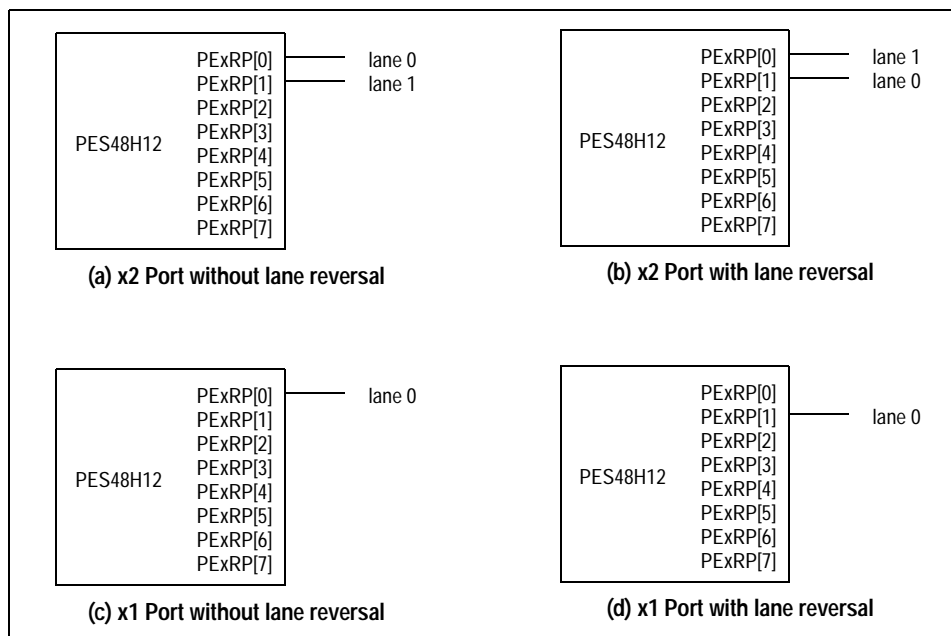 PExRP[0] lane 0
PExRP[1] lane 1
PExRP[2]
PExRP[3]
PES48H12
PExRP[4]
PExRP[5]
PExRP[6]
PExRP[7]
(a) x2 Port without lane reversal
PExRP[0] lane 1
PExRP[1] lane 0
PExRP[2]
PExRP[3]
PES48H12
PExRP[4]
PExRP[5]
PExRP[6]
PExRP[7]
(b) x2 Port with lane reversal
PExRP[0] lane 0
PExRP[1]
PExRP[2]
PExRP[3]
PES48H12
PExRP[4]
PExRP[5]
PExRP[6]
PExRP[7]
(c) x1 Port without lane reversal
PExRP[0]
PExRP[1] lane 0
PExRP[2]
PExRP[3]
PES48H12
PExRP[4]
PExRP[5]
PExRP[6]
PExRP[7]
(d) x1 Port with lane reversal